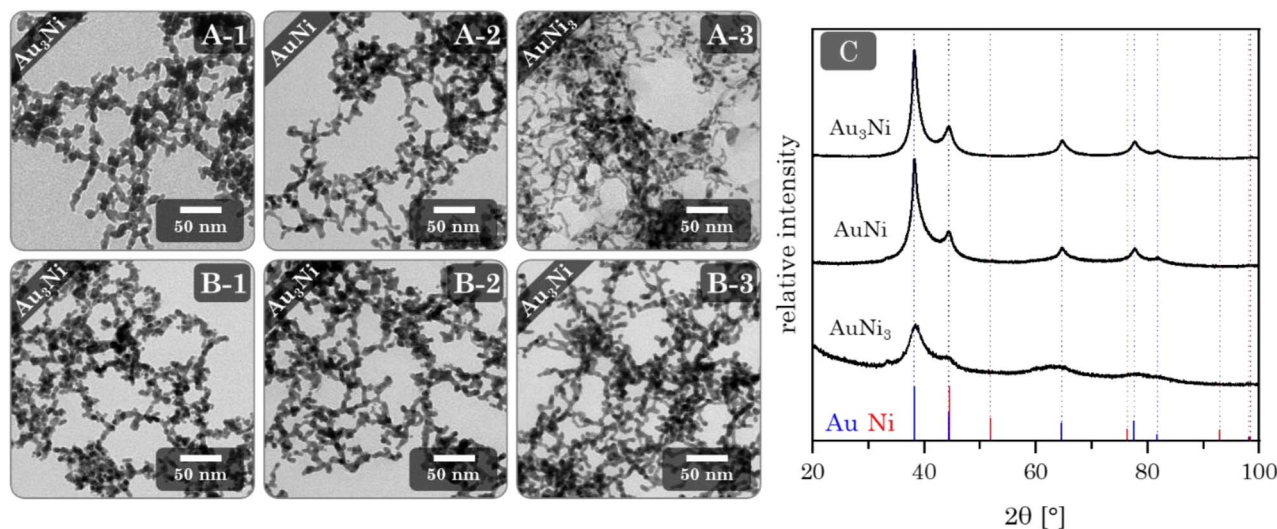 Au₃Ni
A-1
50 nm
AuNi
A-2
50 nm
AuNi₃
A-3
50 nm
Au₃Ni
B-1
50 nm
Au₃Ni
B-2
50 nm
Au₃Ni
B-3
50 nm
C
relative intensity
Au₃Ni
AuNi
AuNi₃
Au Ni
20 40 60 80 100
2θ [°]